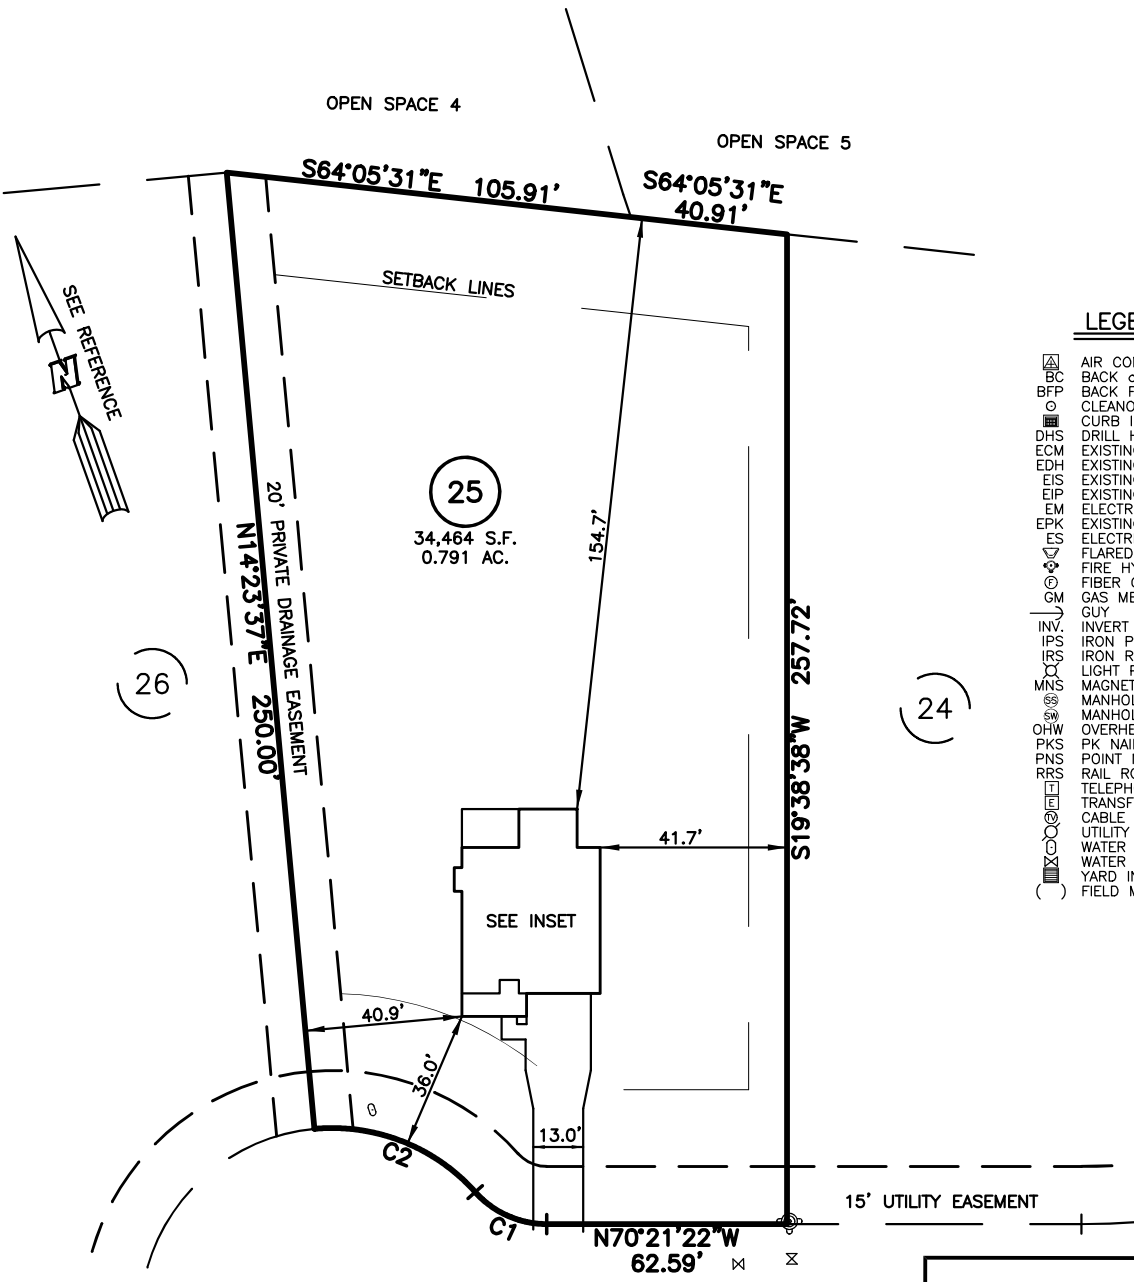 OPEN SPACE 4
OPEN SPACE 5
S64°05'31"E 105.91'
S64°05'31"E
40.91'
SEE REFERENCE
N
SETBACK LINES
25
34,464 S.F.
0.791 AC.
154.7'
20' PRIVATE DRAINAGE EASEMENT
N14°23'37"E 250.00'
S19°38'38"W 257.72'
26
24
41.7'
SEE INSET
40.9'
36.0'
13.0'
C2
C1
15' UTILITY EASEMENT
N70°21'22"W
62.59'
LEGE
AIR CO
BC BACK
BFP BACK F
CLEANO
CURB I
DHS DRILL H
ECM EXISTIN
EDH EXISTIN
EIS EXISTIN
EIP EXISTIN
EM ELECTR
EPK EXISTIN
ES ELECTR
FLARED
FIRE HY
F FIBER
GM GAS ME
GUY
INV. INVERT
IPS IRON P
IRS IRON R
LIGHT
MNS MAGNET
SS MANHOL
SW MANHOL
OHW OVERHE
PKS PK NAI
PNS POINT
RRS RAIL RO
T TELEPH
E TRANSF
TV CABLE
UTILITY
WATER
WATER
YARD IN
( ) FIELD M